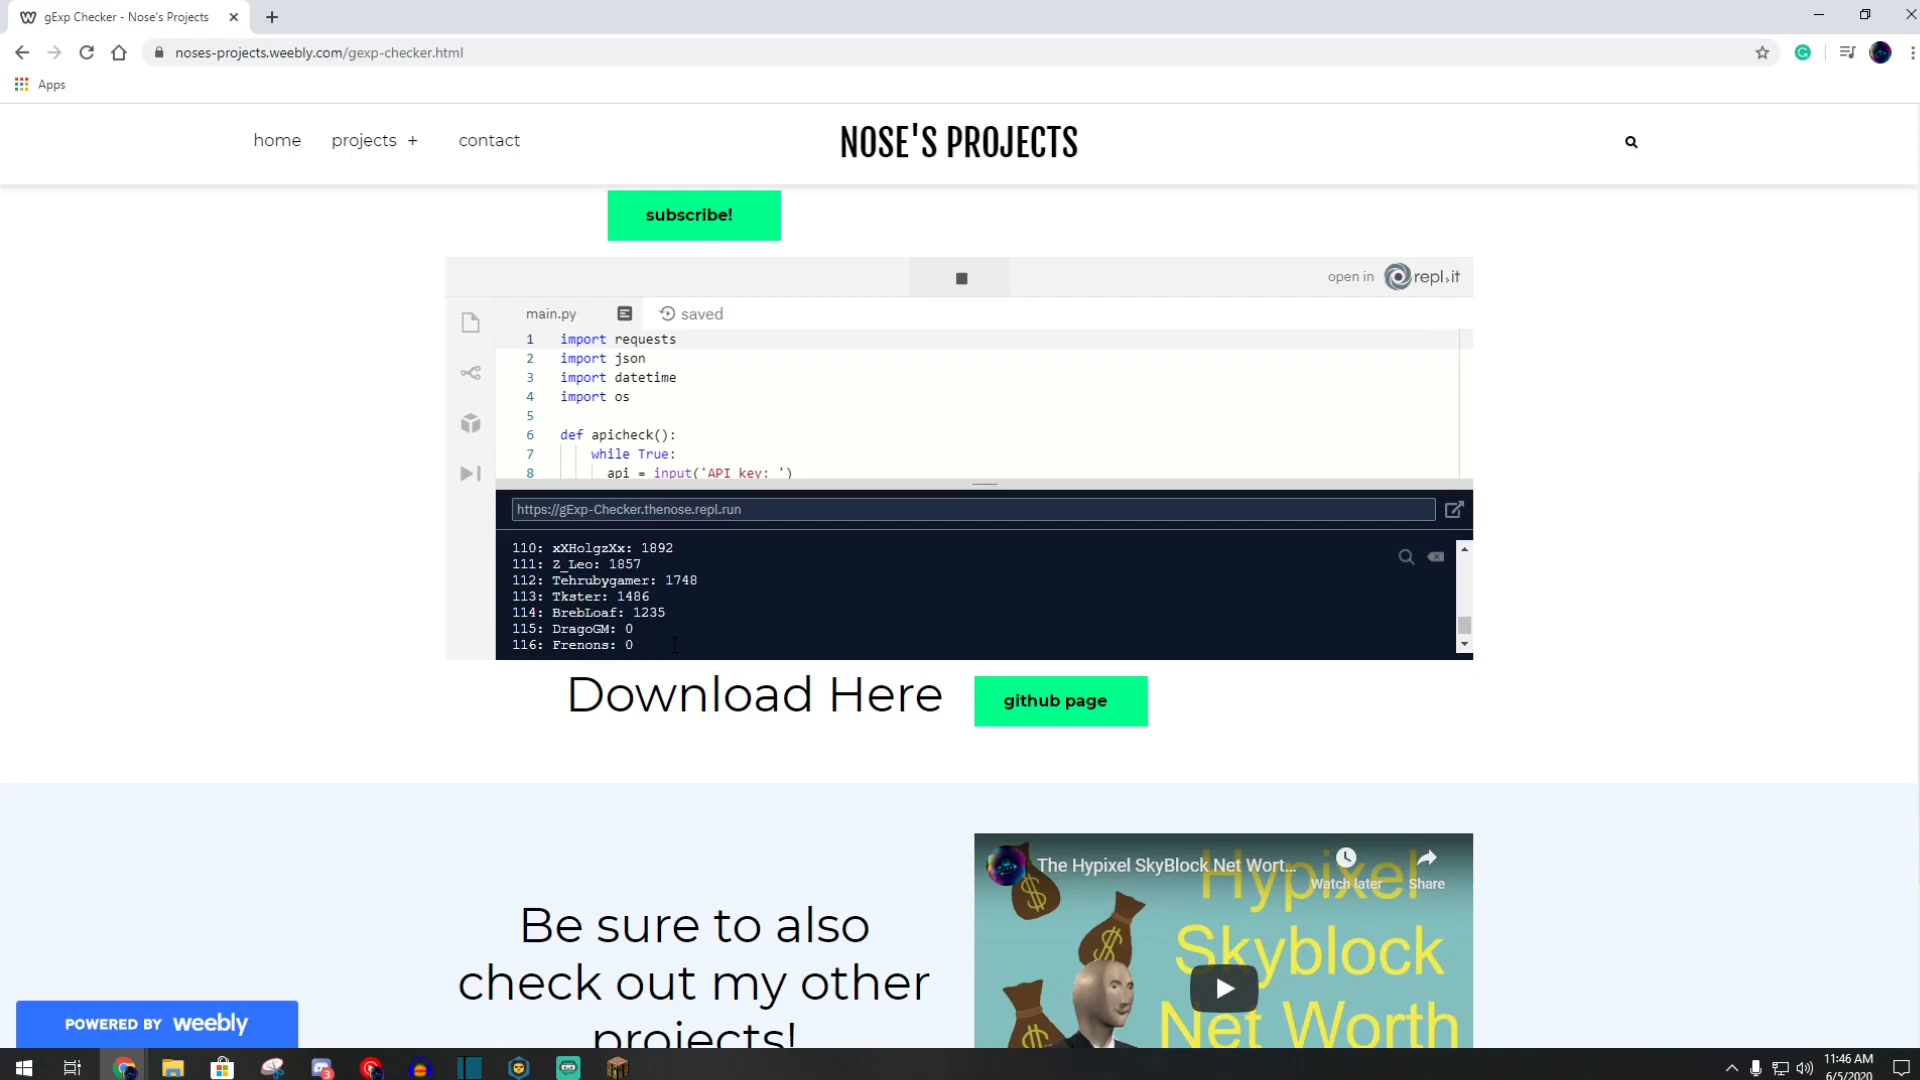 gExp Checker - Nose's Projects
noses-projects.weebly.com/gexp-checker.html
Apps
home projects + contact
NOSE'S PROJECTS
subscribe!
open in repl.it
main.py
saved
1 import requests
2 import json
3 import datetime
4 import os
5
6 def apicheck():
7 while True:
8 api = input('API key: ')
https://gExp-Checker.thenose.repl.run
110: xXHolgzXx: 1892
111: Z_Leo: 1857
112: Tehrubygamer: 1748
113: Tkster: 1486
114: BrebLoaf: 1235
115: DragoGM: 0
116: Frenons: 0
Download Here
github page
The Hypixel SkyBlock Net Wort...
Watch later
Share
Hypixel
Skyblock
Net Worth
Be sure to also
check out my other
projects!
POWERED BY weebly
3
11:46 AM
6/5/2020